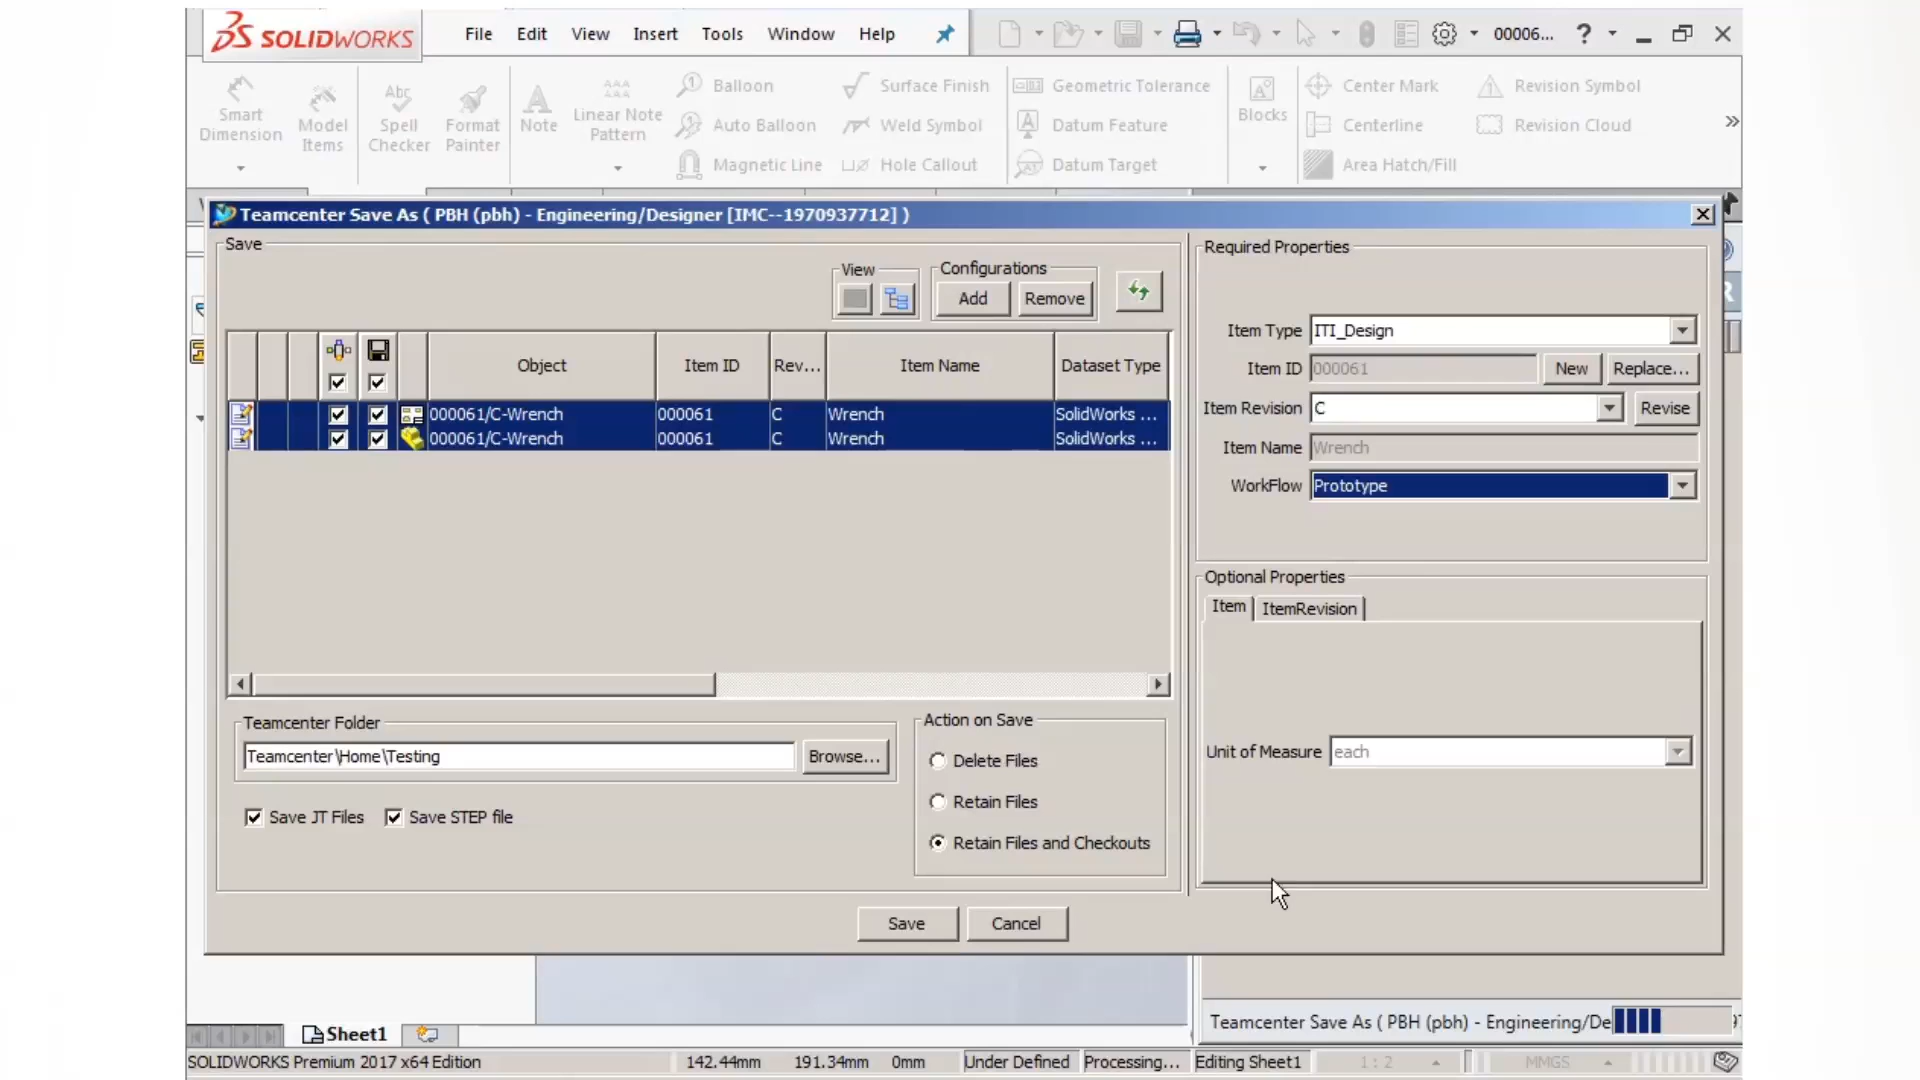 SOLIDWORKS File Edit View Insert Tools Window Help 00006... ?
Smart Dimension
Model Items
Spell Checker
Format Painter
Note
Linear Note Pattern
Balloon
Auto Balloon
Magnetic Line
Surface Finish
Weld Symbol
Hole Callout
Geometric Tolerance
Datum Feature
Datum Target
Blocks
Center Mark
Centerline
Area Hatch/Fill
Revision Symbol
Revision Cloud
Teamcenter Save As ( PBH (pbh) - Engineering/Designer [IMC--1970937712] )
Save
View
Configurations
Add Remove
Object Item ID Rev... Item Name Dataset Type
000061/C-Wrench 000061 C Wrench SolidWorks ...
000061/C-Wrench 000061 C Wrench SolidWorks ...
Teamcenter Folder
Teamcenter\Home\Testing Browse...
Save JT Files Save STEP file
Action on Save
Delete Files
Retain Files
Retain Files and Checkouts
Required Properties
Item Type ITI_Design
Item ID 000061 New Replace...
Item Revision C Revise
Item Name Wrench
WorkFlow Prototype
Optional Properties
Item ItemRevision
Unit of Measure each
Save Cancel
Teamcenter Save As ( PBH (pbh) - Engineering/De
Sheet1
SOLIDWORKS Premium 2017 x64 Edition 142.44mm 191.34mm 0mm Under Defined Processing... Editing Sheet1 1 : 2 MMGS